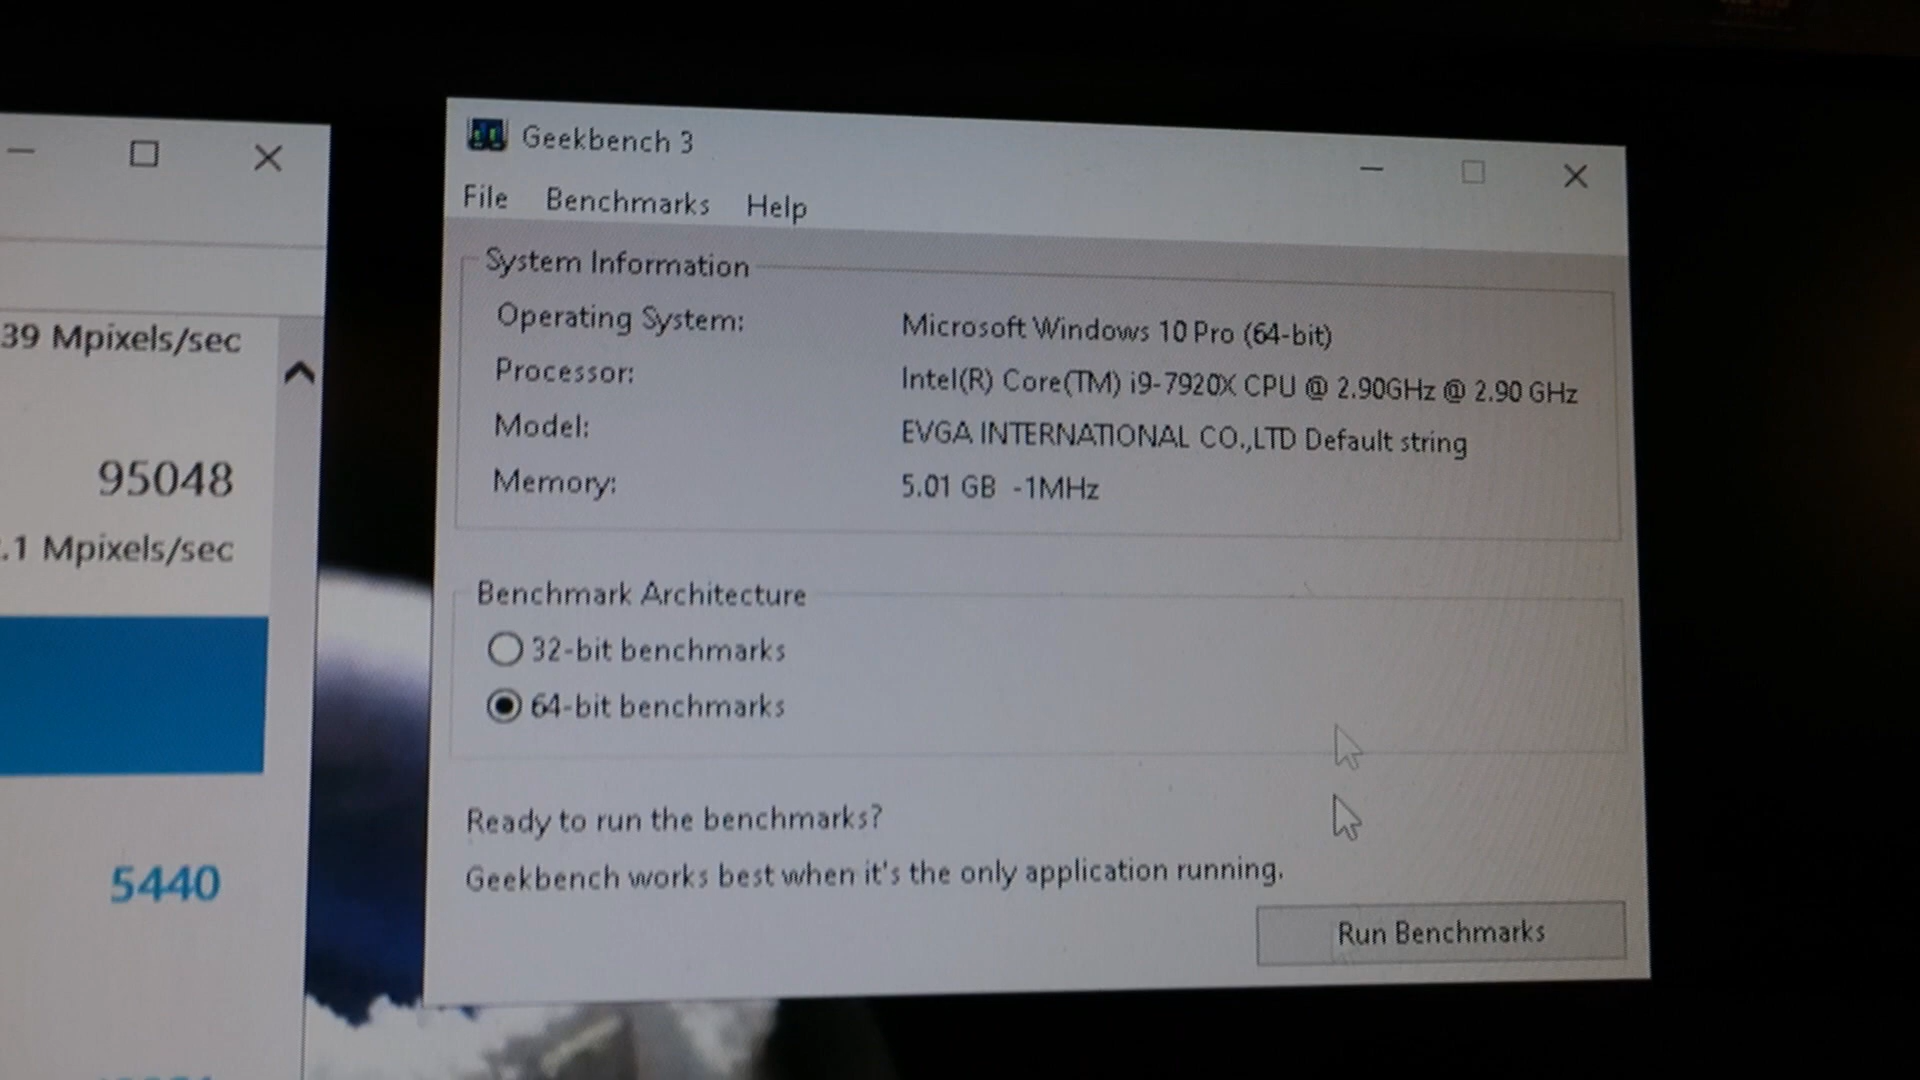 39 Mpixels/sec
95048
.1 Mpixels/sec
5440
Geekbench 3
File Benchmarks Help
System Information
Operating System: Microsoft Windows 10 Pro (64-bit)
Processor: Intel(R) Core(TM) i9-7920X CPU @ 2.90GHz @ 2.90 GHz
Model: EVGA INTERNATIONAL CO.,LTD Default string
Memory: 5.01 GB -1MHz
Benchmark Architecture
32-bit benchmarks
64-bit benchmarks
Ready to run the benchmarks?
Geekbench works best when it's the only application running.
Run Benchmarks